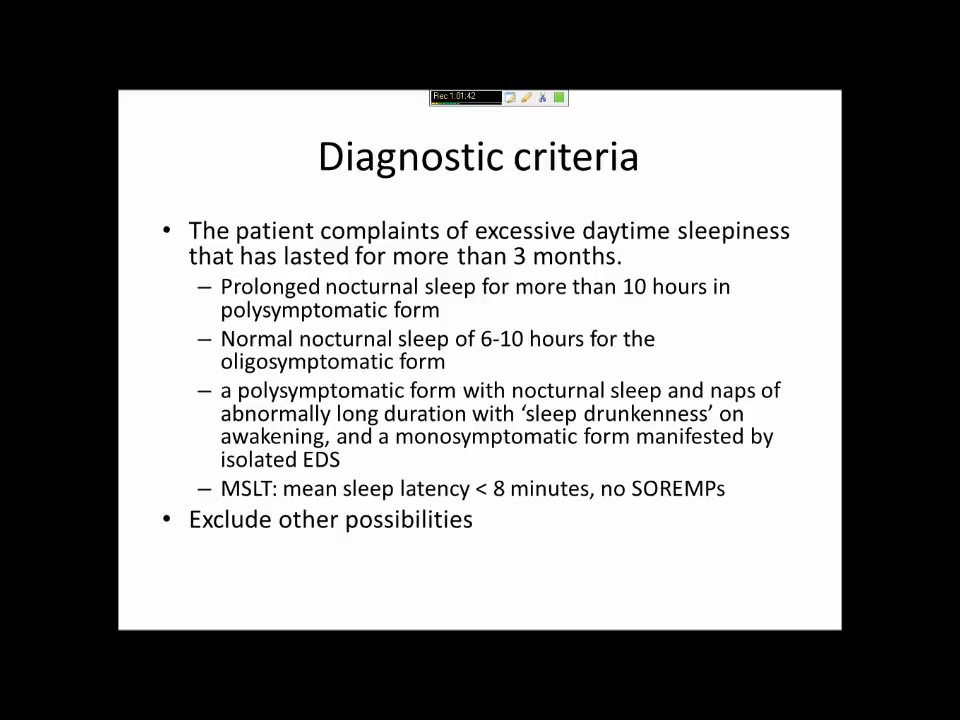 Rec 1:01:42
Diagnostic criteria
• The patient complaints of excessive daytime sleepiness
that has lasted for more than 3 months.
– Prolonged nocturnal sleep for more than 10 hours in
polysymptomatic form
– Normal nocturnal sleep of 6-10 hours for the
oligosymptomatic form
– a polysymptomatic form with nocturnal sleep and naps of
abnormally long duration with ‘sleep drunkenness’ on
awakening, and a monosymptomatic form manifested by
isolated EDS
– MSLT: mean sleep latency < 8 minutes, no SOREMPs
• Exclude other possibilities